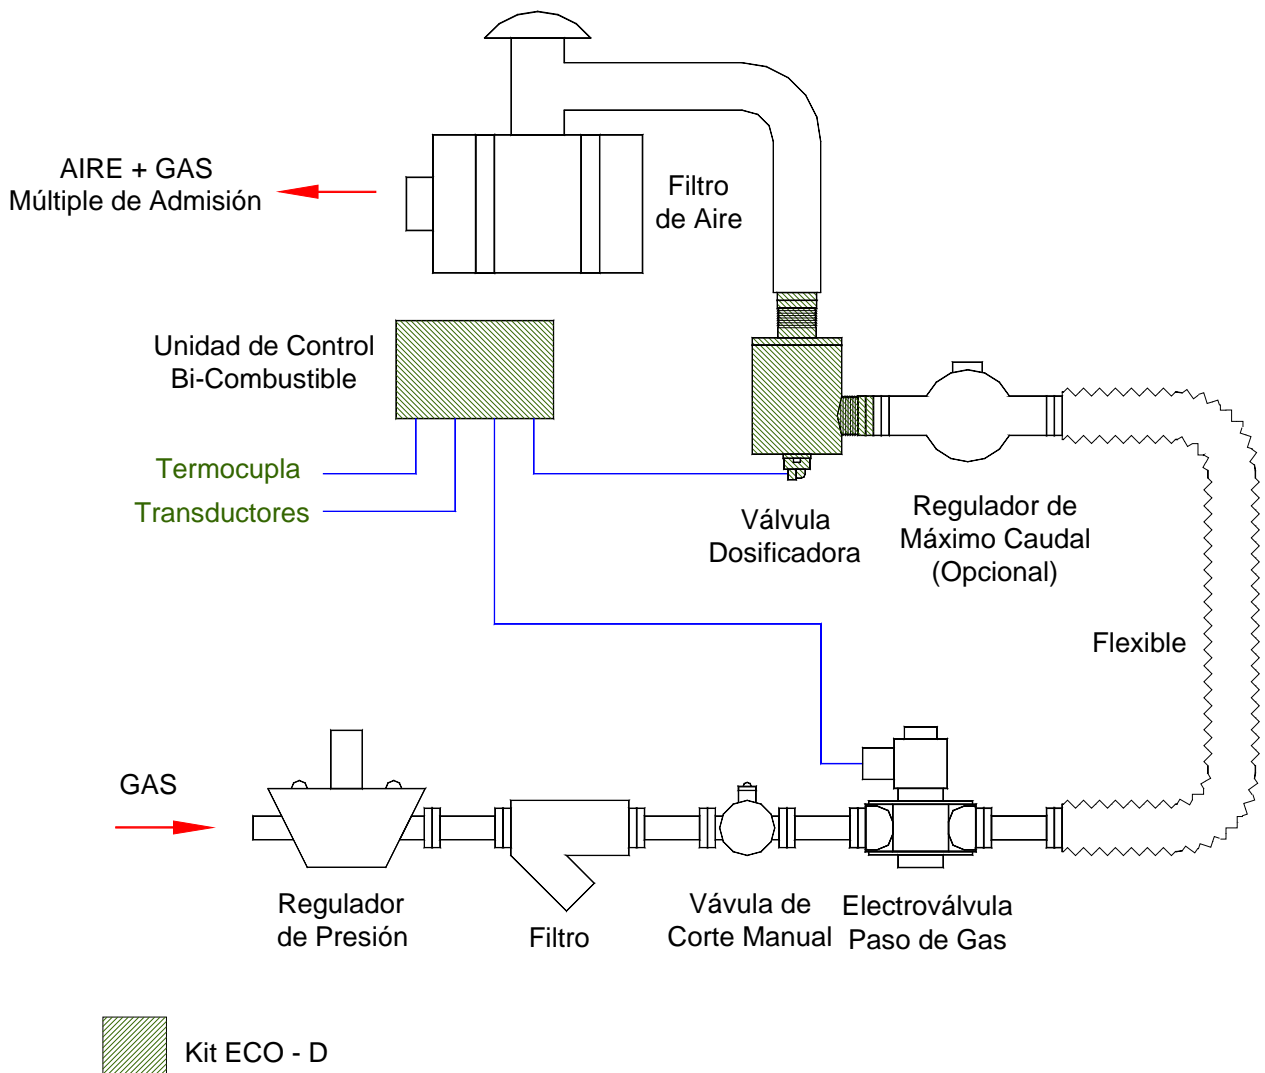 AIRE + GAS
Múltiple de Admisión
Filtro
de Aire
Unidad de Control
Bi-Combustible
Termocupla
Transductores
Válvula
Dosificadora
Regulador de
Máximo Caudal
(Opcional)
Flexible
GAS
Regulador
de Presión
Filtro
Vávula de
Corte Manual
Electroválvula
Paso de Gas
Kit ECO - D